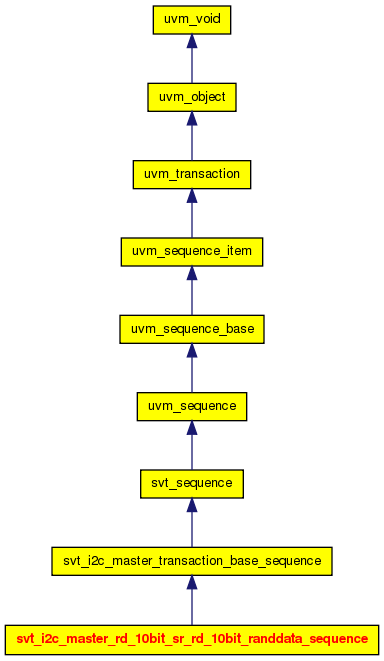 uvm_void
uvm_object
uvm_transaction
uvm_sequence_item
uvm_sequence_base
uvm_sequence
svt_sequence
svt_i2c_master_transaction_base_sequence
svt_i2c_master_rd_10bit_sr_rd_10bit_randdata_sequence